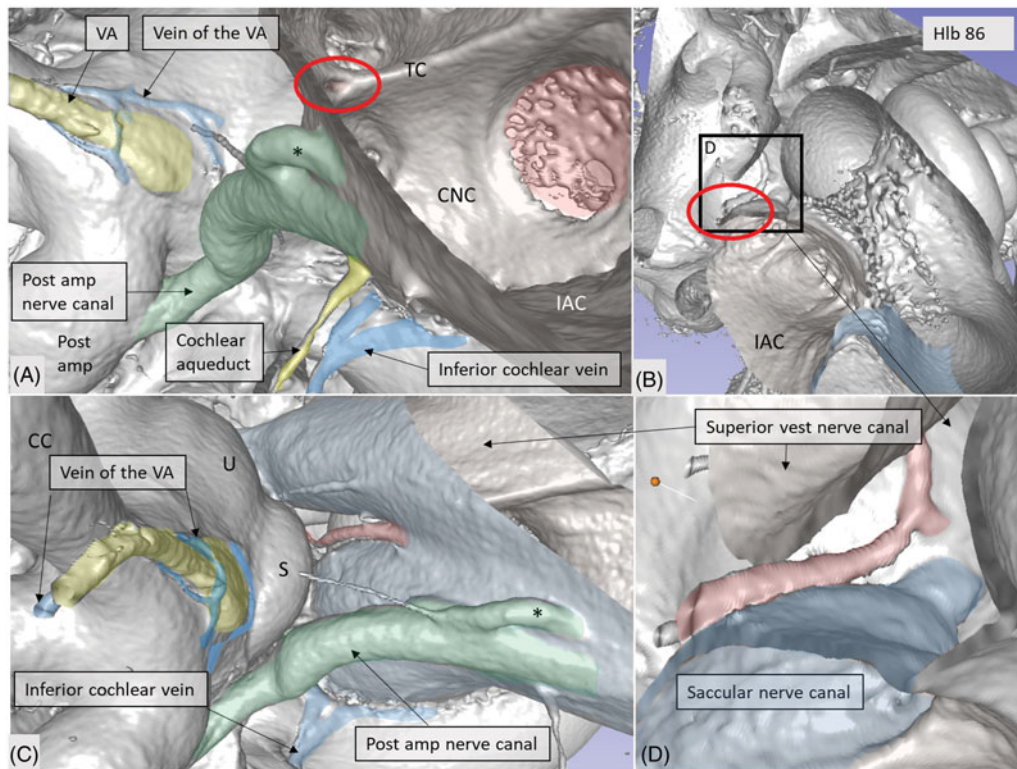 VA
Vein of the VA
TC
*
CNC
Post amp
nerve canal
IAC
Post
amp
Cochlear
aqueduct
Inferior cochlear vein
(A)
Hlb 86
D
IAC
(B)
CC
Vein of the VA
U
S
*
Inferior cochlear vein
Post amp nerve canal
(C)
Superior vest nerve canal
Saccular nerve canal
(D)